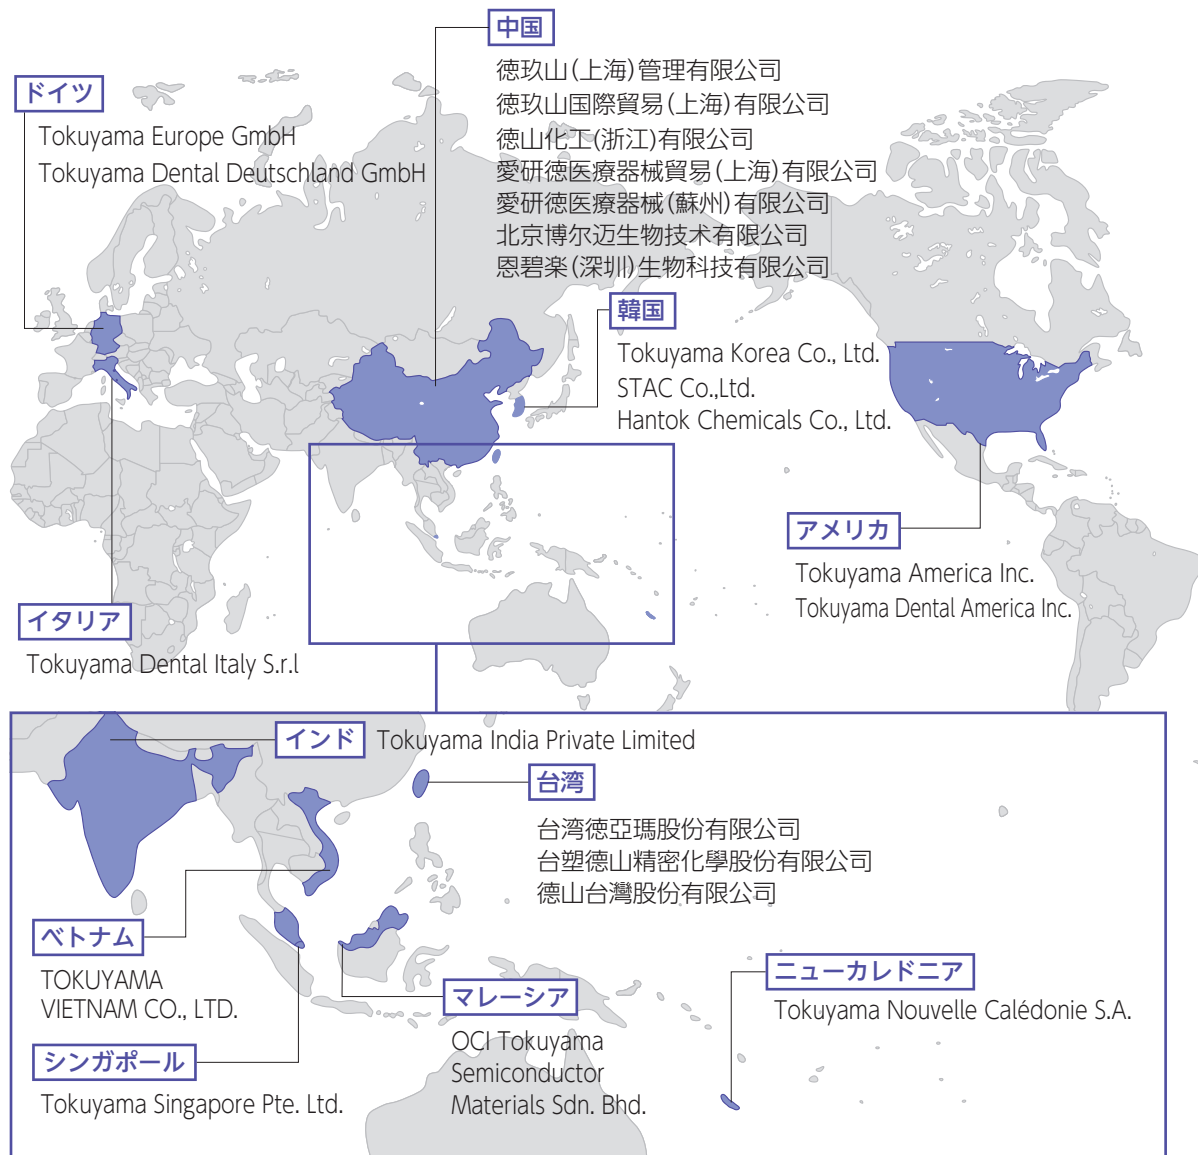 中国
徳玖山(上海)管理有限公司
徳玖山国際貿易(上海)有限公司
徳山化工(浙江)有限公司
愛研徳医療器械貿易(上海)有限公司
愛研徳医療器械(蘇州)有限公司
北京博尔迈生物技术有限公司
恩碧楽(深圳)生物科技有限公司
ドイツ
Tokuyama Europe GmbH
Tokuyama Dental Deutschland GmbH
韓国
Tokuyama Korea Co., Ltd.
STAC Co.,Ltd.
Hantok Chemicals Co., Ltd.
アメリカ
Tokuyama America Inc.
Tokuyama Dental America Inc.
イタリア
Tokuyama Dental Italy S.r.l
インド
Tokuyama India Private Limited
台湾
台湾徳亞瑪股份有限公司
台塑德山精密化學股份有限公司
德山台灣股份有限公司
ベトナム
TOKUYAMA
VIETNAM CO., LTD.
シンガポール
Tokuyama Singapore Pte. Ltd.
マレーシア
OCI Tokuyama
Semiconductor
Materials Sdn. Bhd.
ニューカレドニア
Tokuyama Nouvelle Calédonie S.A.